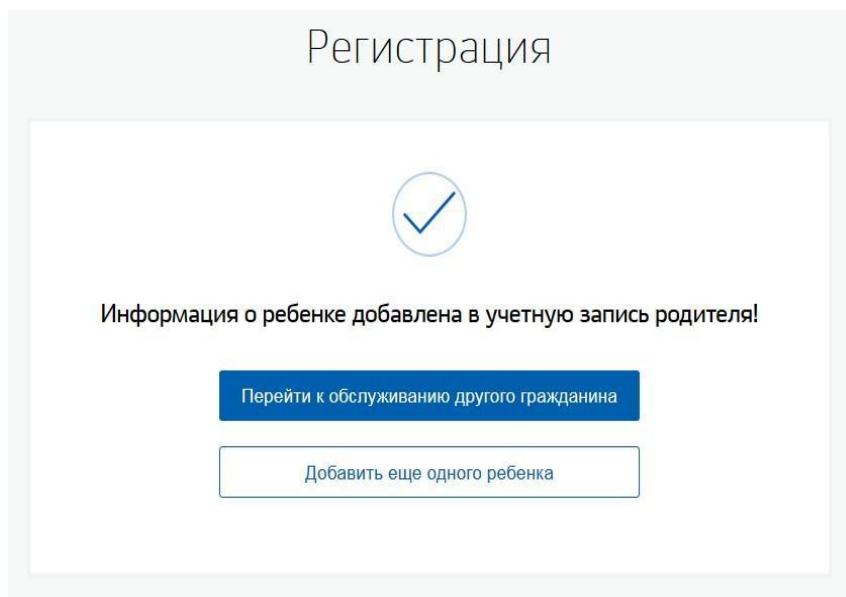 Регистрация
Информация о ребенке добавлена в учетную запись родителя!
Перейти к обслуживанию другого гражданина
Добавить еще одного ребенка